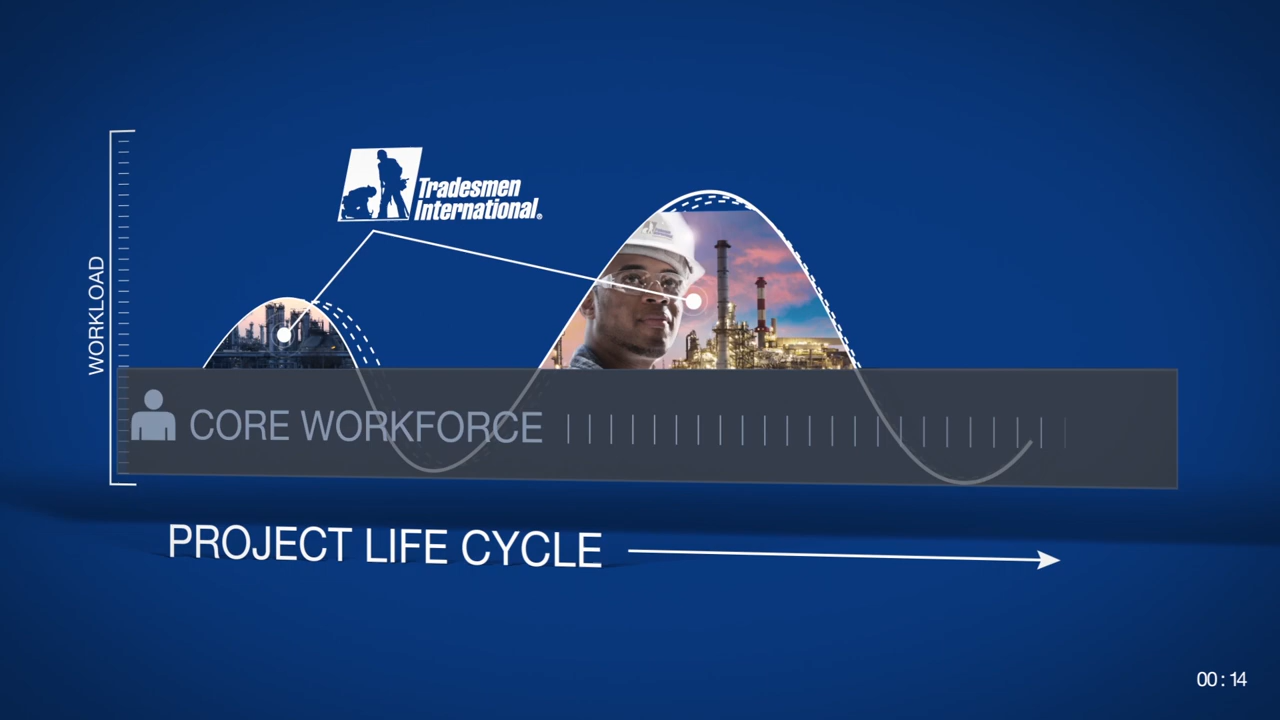 Tradesmen
International®
WORKLOAD
CORE WORKFORCE
PROJECT LIFE CYCLE
00:14